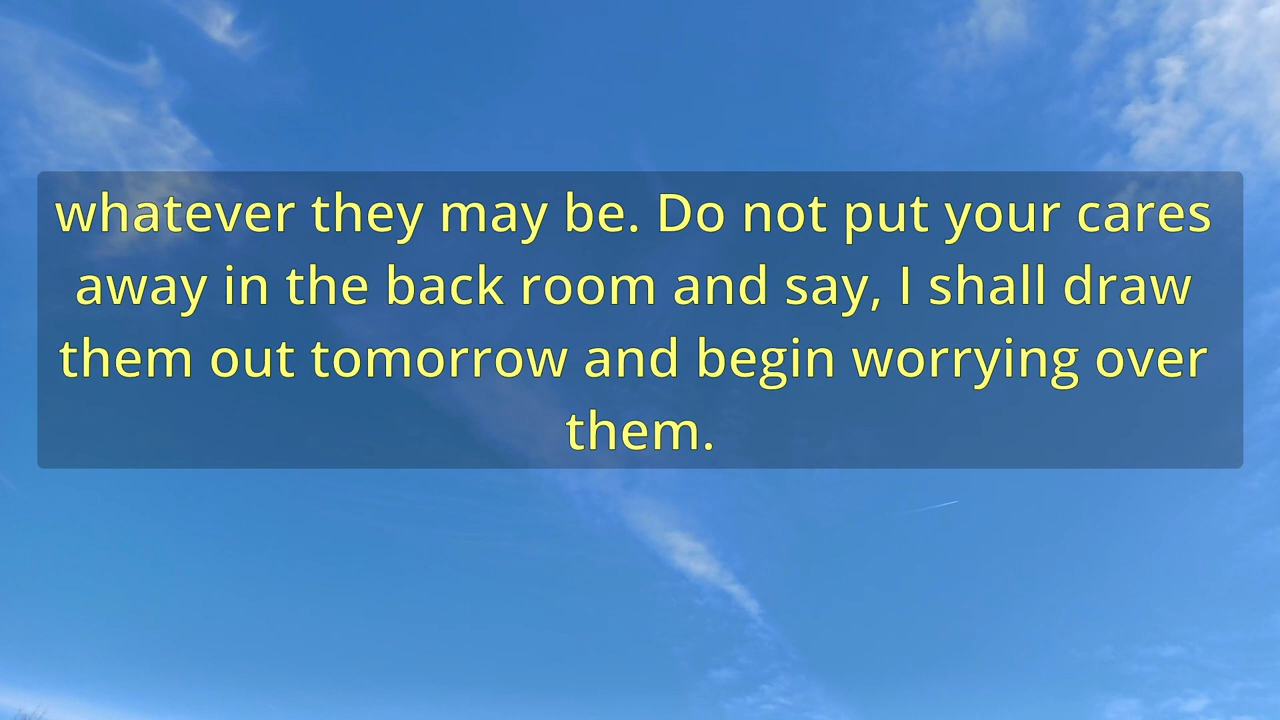 whatever they may be. Do not put your cares
away in the back room and say, I shall draw
them out tomorrow and begin worrying over
them.